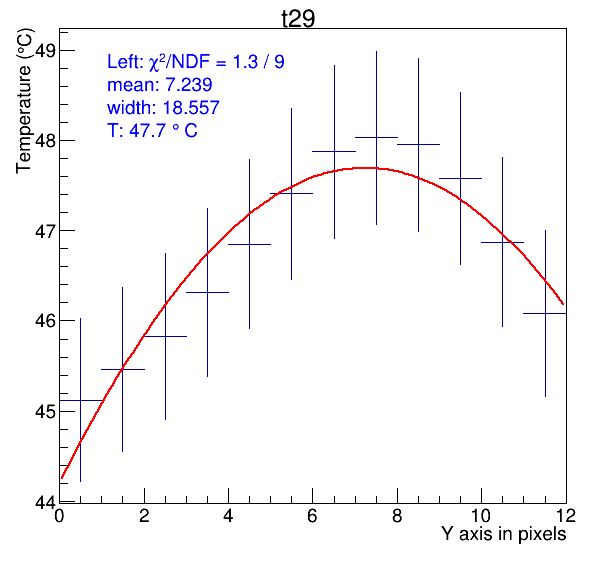 t29
Temperature (°C)
Left: χ²/NDF = 1.3 / 9
mean: 7.239
width: 18.557
T: 47.7 ° C
49
48
47
46
45
44
0 2 4 6 8 10 12
Y axis in pixels